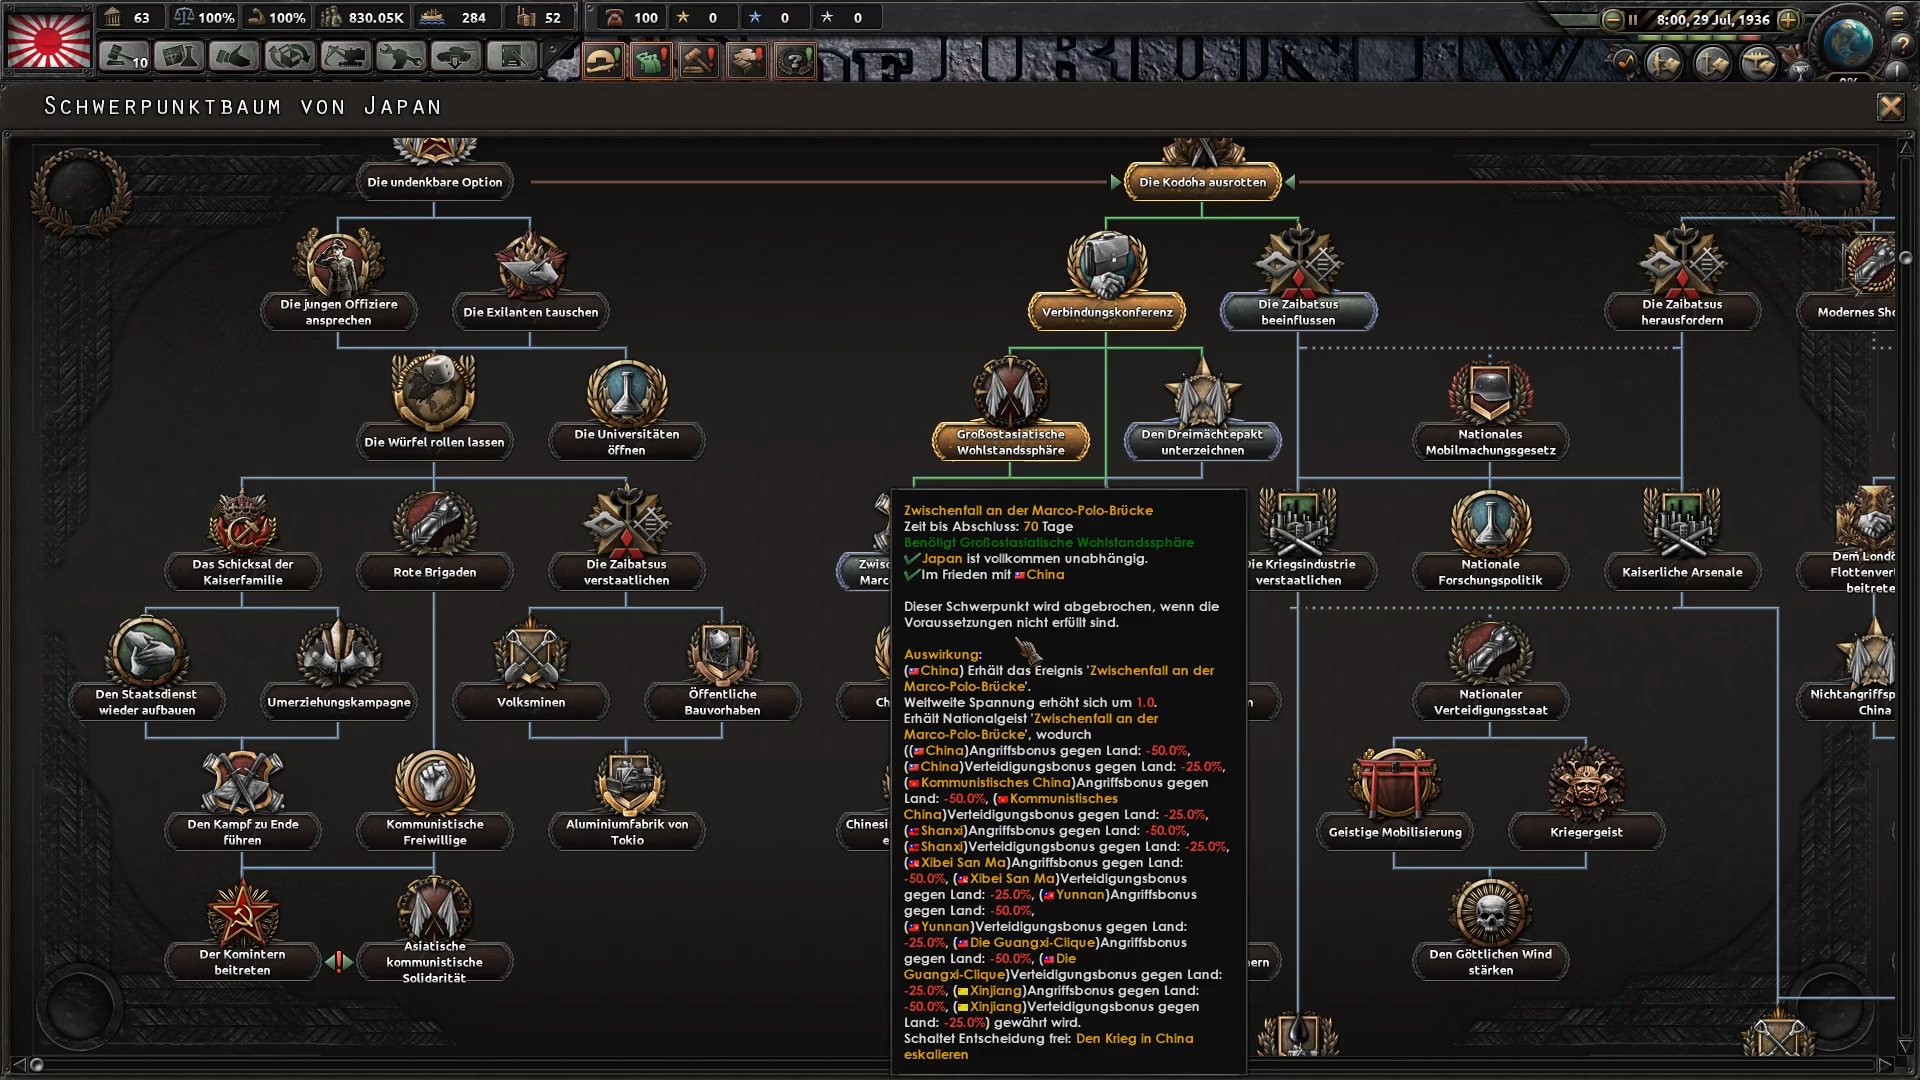 63 100% 100% 830.05K 284 52 100 0 0 0 8:00, 29 Jul, 1936
10
Schwerpunktbaum von Japan
Die undenkbare Option
Die Kodoha ausrotten
Die jungen Offiziere
ansprechen
Die Exilanten tauschen
Verbindungskonferenz
Die Zaibatsus
beeinflussen
Die Zaibatsus
herausfordern
Modernes Sho
Die Würfel rollen lassen
Die Universitäten
öffnen
Großostasiatische
Wohlstandssphäre
Den Dreimächtepakt
unterzeichnen
Nationales
Mobilmachungsgesetz
Das Schicksal der
Kaiserfamilie
Rote Brigaden
Die Zaibatsus
verstaatlichen
Zwisc
Marc
Die Kriegsindustrie
verstaatlichen
Nationale
Forschungspolitik
Kaiserliche Arsenale
Dem Lond
Flottenver
beitrete
Den Staatsdienst
wieder aufbauen
Umerziehungskampagne
Volksminen
Öffentliche
Bauvorhaben
Ch
n
Nationaler
Verteidigungsstaat
Nichtangriffsp
China
Den Kampf zu Ende
führen
Kommunistische
Freiwillige
Aluminiumfabrik von
Tokio
Chinesi
e
Geistige Mobilisierung
Kriegergeist
Der Komintern
beitreten
Asiatische
kommunistische
Solidarität
ern
Den Göttlichen Wind
stärken
Zwischenfall an der Marco-Polo-Brücke
Zeit bis Abschluss: 70 Tage
Benötigt Großostasiatische Wohlstandssphäre
Japan ist vollkommen unabhängig.
Im Frieden mit China
Dieser Schwerpunkt wird abgebrochen, wenn die
Voraussetzungen nicht erfüllt sind.
Auswirkung:
(China) Erhält das Ereignis 'Zwischenfall an der
Marco-Polo-Brücke'.
Weltweite Spannung erhöht sich um 1.0.
Erhält Nationalgeist 'Zwischenfall an der
Marco-Polo-Brücke', wodurch
((China)Angriffsbonus gegen Land: -50.0%,
(China)Verteidigungsbonus gegen Land: -25.0%,
(Kommunistisches China)Angriffsbonus gegen
Land: -50.0%, (Kommunistisches
China)Verteidigungsbonus gegen Land: -25.0%,
(Shanxi)Angriffsbonus gegen Land: -50.0%,
(Shanxi)Verteidigungsbonus gegen Land: -25.0%,
(Xibei San Ma)Angriffsbonus gegen Land:
-50.0%, (Xibei San Ma)Verteidigungsbonus
gegen Land: -25.0%, (Yunnan)Angriffsbonus
gegen Land: -50.0%,
(Yunnan)Verteidigungsbonus gegen Land:
-25.0%, (Die Guangxi-Clique)Angriffsbonus
gegen Land: -50.0%, (Die
Guangxi-Clique)Verteidigungsbonus gegen Land:
-25.0%, (Xinjiang)Angriffsbonus gegen Land:
-50.0%, (Xinjiang)Verteidigungsbonus gegen
Land: -25.0%) gewährt wird.
Schaltet Entscheidung frei: Den Krieg in China
eskalieren